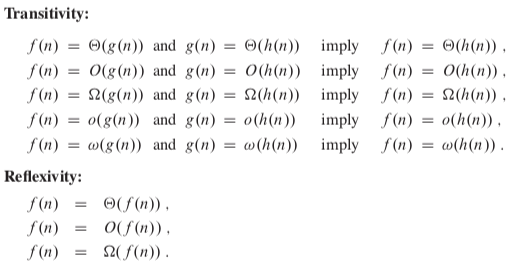 Transitivity:
f(n) = Θ(g(n)) and g(n) = Θ(h(n)) imply f(n) = Θ(h(n)) ,
f(n) = O(g(n)) and g(n) = O(h(n)) imply f(n) = O(h(n)) ,
f(n) = Ω(g(n)) and g(n) = Ω(h(n)) imply f(n) = Ω(h(n)) ,
f(n) = o(g(n)) and g(n) = o(h(n)) imply f(n) = o(h(n)) ,
f(n) = ω(g(n)) and g(n) = ω(h(n)) imply f(n) = ω(h(n)) .
Reflexivity:
f(n) = Θ(f(n)) ,
f(n) = O(f(n)) ,
f(n) = Ω(f(n)) .